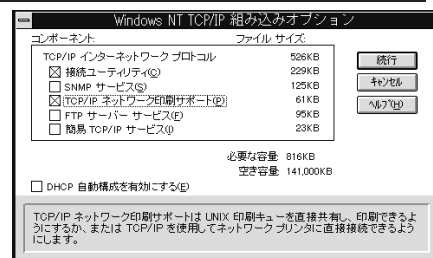 Windows NT TCP/IP 組み込みオプション
コンポーネント: ファイル サイズ:
TCP/IP インターネットワーク プロトコル 526KB
接続ユーティリティ(C) 229KB
SNMP サービス(S) 125KB
TCP/IP ネットワーク印刷サポート(P) 61KB
FTP サーバー サービス(F) 95KB
簡易 TCP/IP サービス(I) 23KB
続行
キャンセル
ヘルプ(H)
必要な容量: 816KB
空き容量: 141,000KB
DHCP 自動構成を有効にする(E)
TCP/IP ネットワーク印刷サポートは UNIX 印刷キューを直接共有し、印刷できるよ
うにするか、または TCP/IP を使用してネットワーク プリンタに直接接続できるよう
にします。